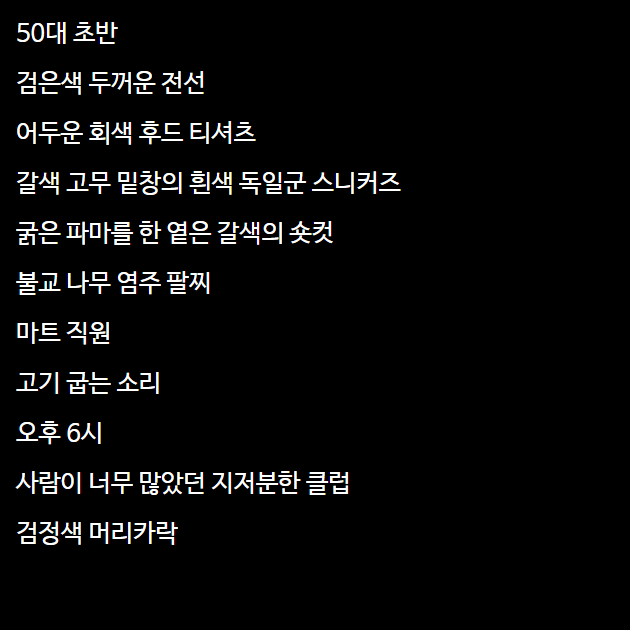 50대 초반
검은색 두꺼운 전선
어두운 회색 후드 티셔츠
갈색 고무 밑창의 흰색 독일군 스니커즈
굵은 파마를 한 옅은 갈색의 숏컷
불교 나무 염주 팔찌
마트 직원
고기 굽는 소리
오후 6시
사람이 너무 많았던 지저분한 클럽
검정색 머리카락